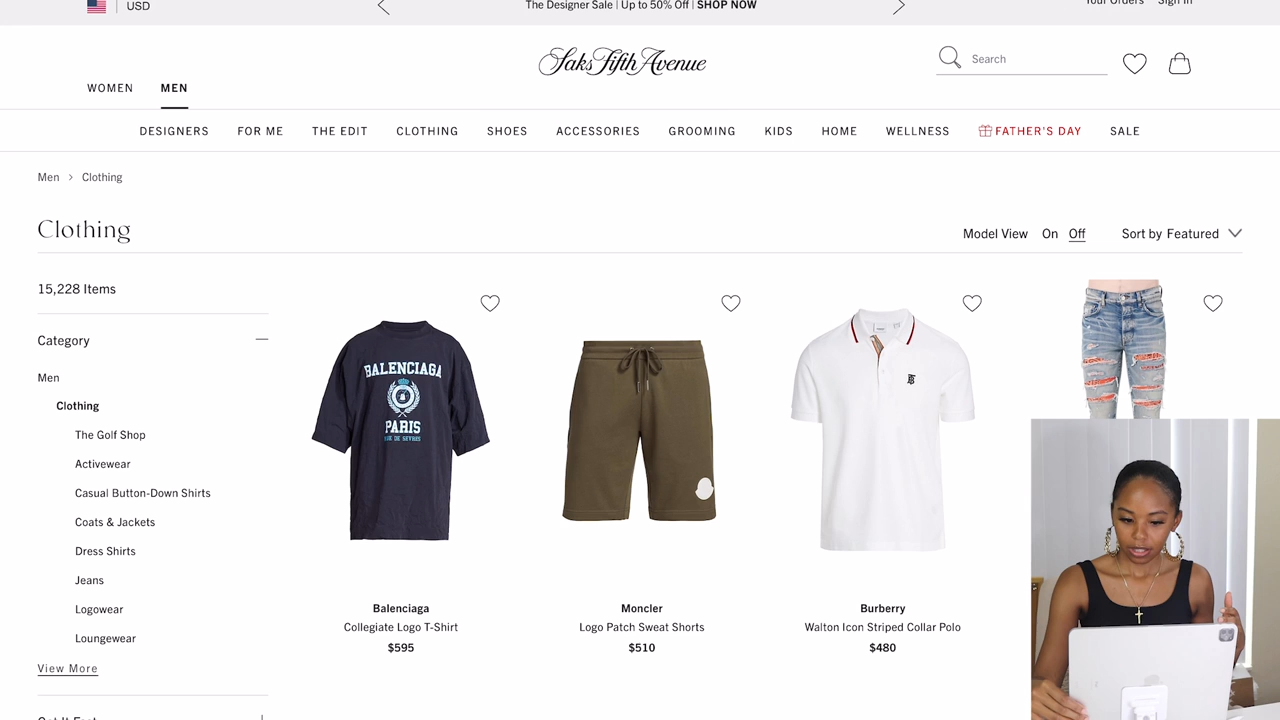 USD
The Designer Sale | Up to 50% Off | SHOP NOW
Your Orders Sign In
Saks Fifth Avenue
Search
WOMEN MEN
DESIGNERS FOR ME THE EDIT CLOTHING SHOES ACCESSORIES GROOMING KIDS HOME WELLNESS FATHER'S DAY SALE
Men > Clothing
Clothing
Model View On Off Sort by Featured
15,228 Items
Category
Men
Clothing
The Golf Shop
Activewear
Casual Button-Down Shirts
Coats & Jackets
Dress Shirts
Jeans
Logowear
Loungewear
View More
Get It Fast
BALENCIAGA
PARIS
Balenciaga
Collegiate Logo T-Shirt
$595
Moncler
Logo Patch Sweat Shorts
$510
Burberry
Walton Icon Striped Collar Polo
$480